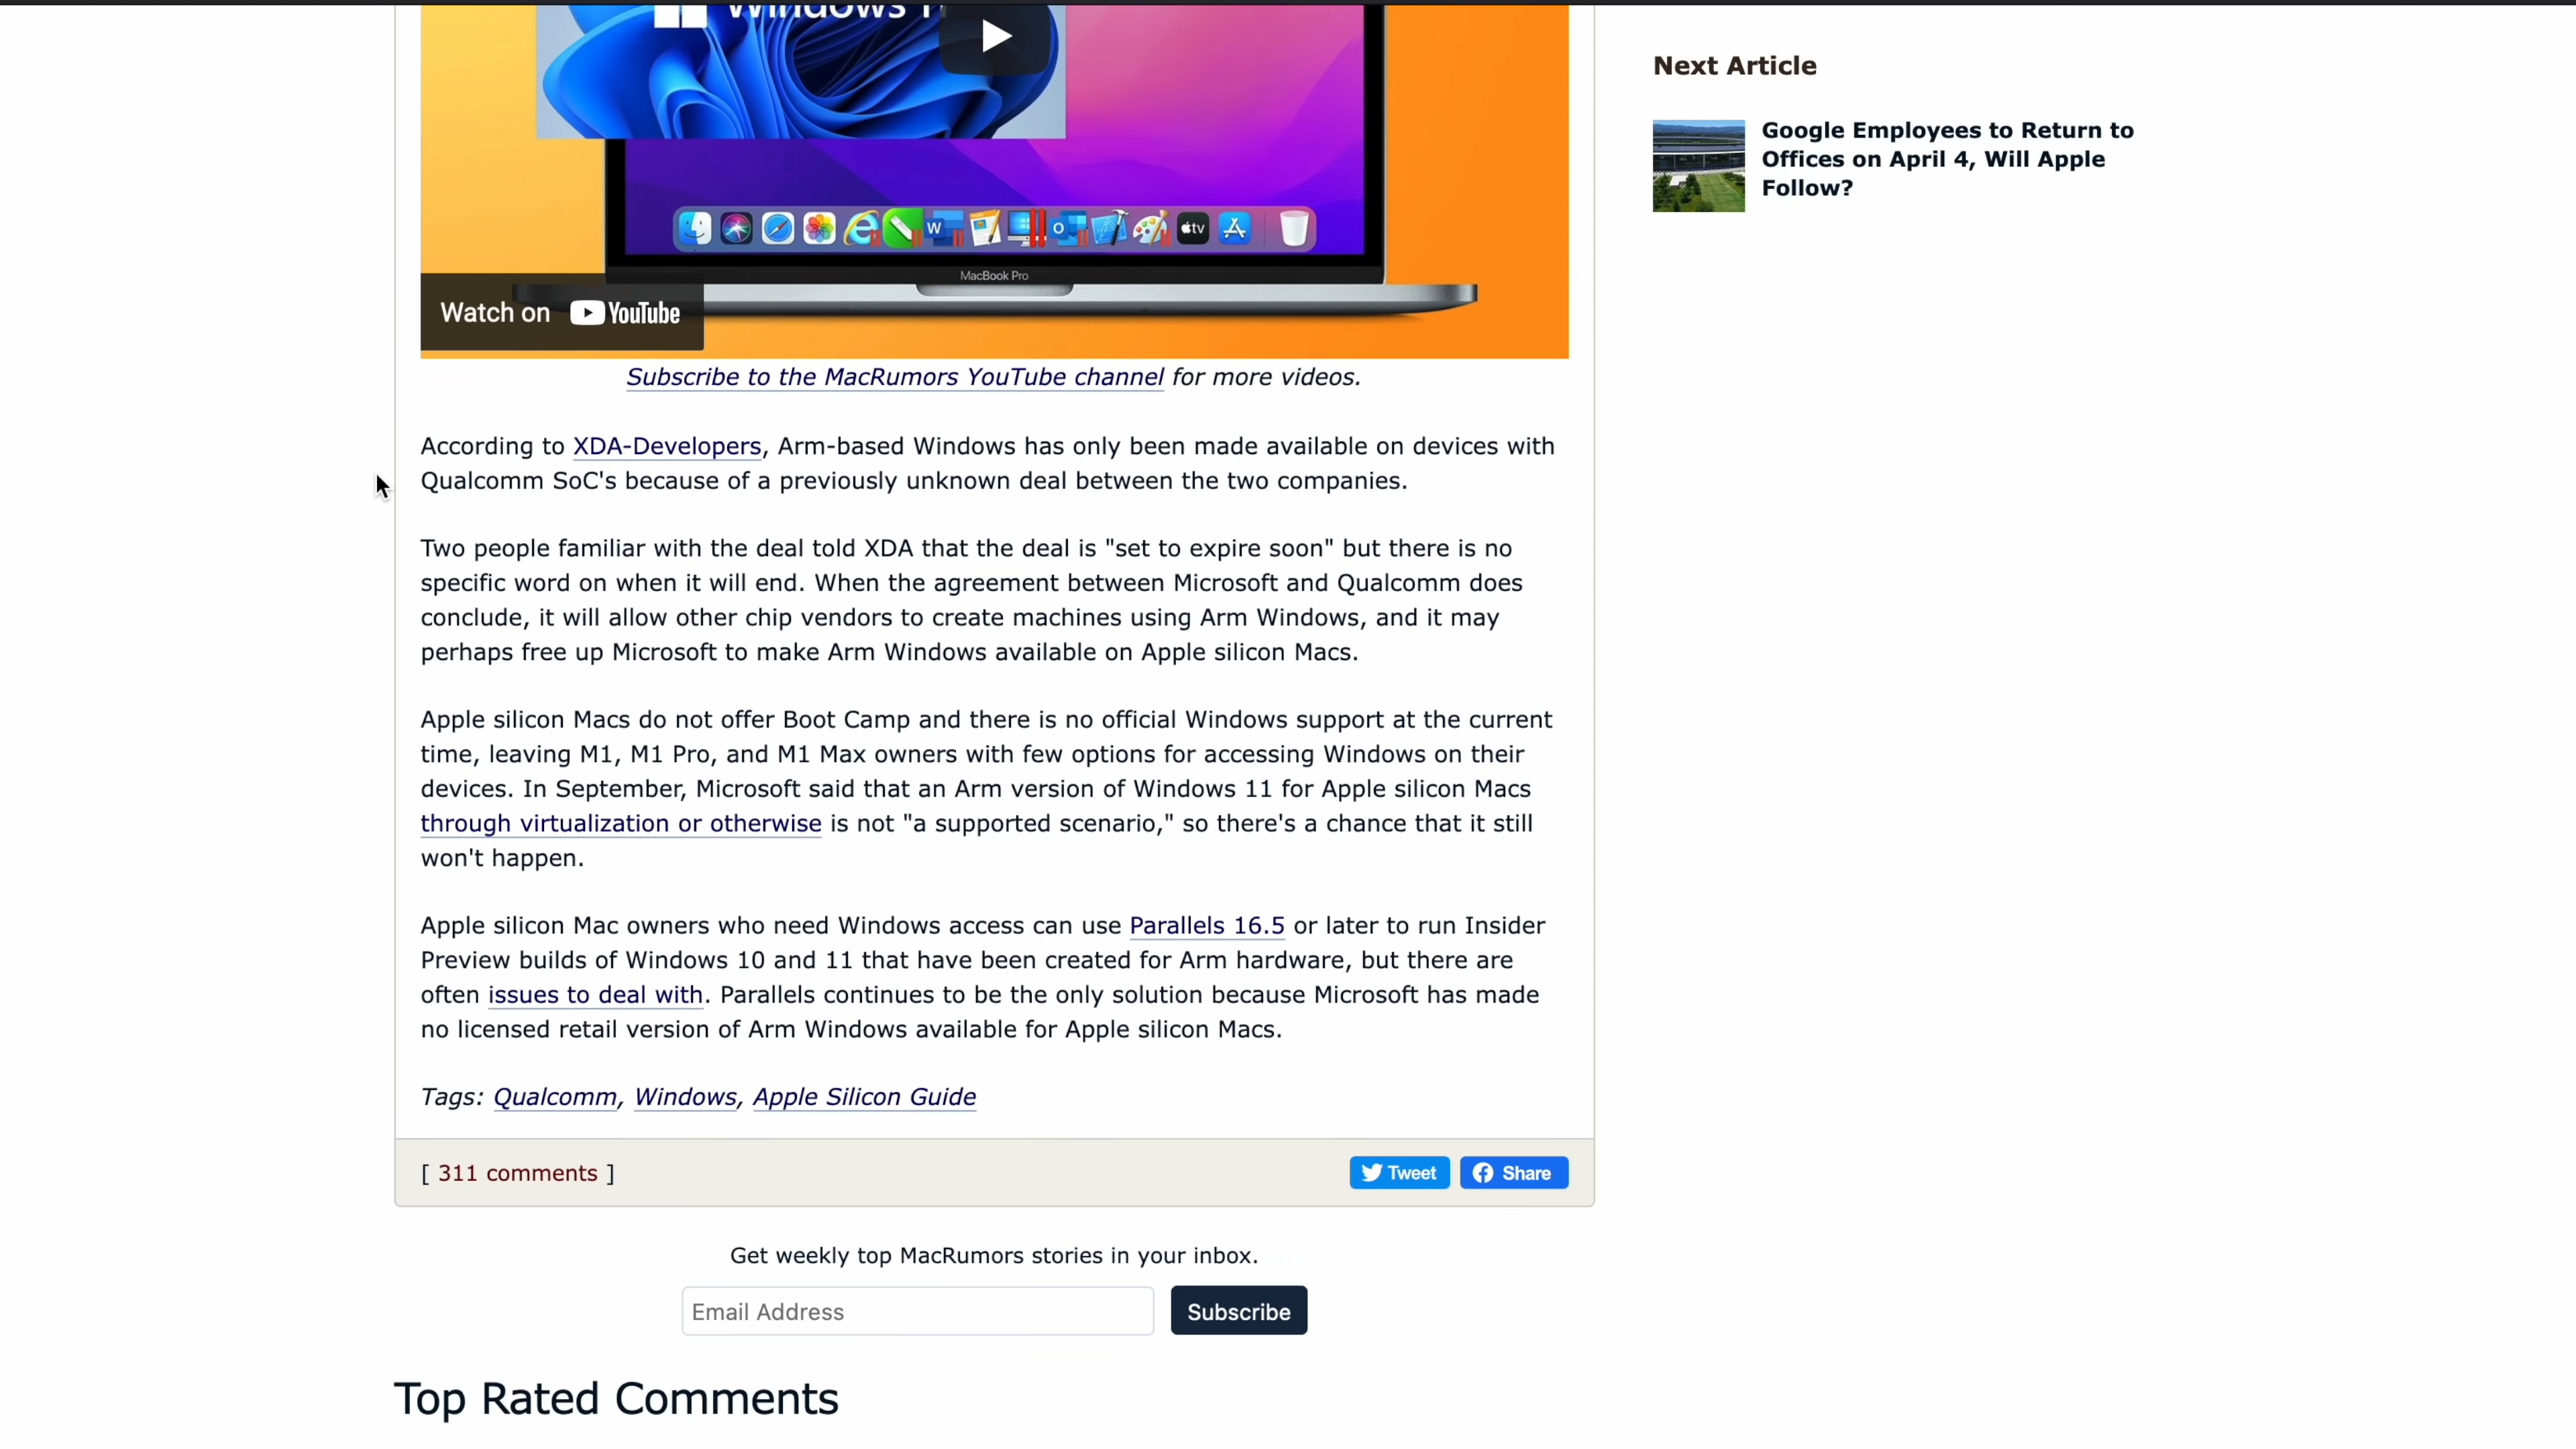 Windows 11
MacBook Pro
Watch on YouTube
Subscribe to the MacRumors YouTube channel for more videos.
According to XDA-Developers, Arm-based Windows has only been made available on devices with
Qualcomm SoC's because of a previously unknown deal between the two companies.
Two people familiar with the deal told XDA that the deal is "set to expire soon" but there is no
specific word on when it will end. When the agreement between Microsoft and Qualcomm does
conclude, it will allow other chip vendors to create machines using Arm Windows, and it may
perhaps free up Microsoft to make Arm Windows available on Apple silicon Macs.
Apple silicon Macs do not offer Boot Camp and there is no official Windows support at the current
time, leaving M1, M1 Pro, and M1 Max owners with few options for accessing Windows on their
devices. In September, Microsoft said that an Arm version of Windows 11 for Apple silicon Macs
through virtualization or otherwise is not "a supported scenario," so there's a chance that it still
won't happen.
Apple silicon Mac owners who need Windows access can use Parallels 16.5 or later to run Insider
Preview builds of Windows 10 and 11 that have been created for Arm hardware, but there are
often issues to deal with. Parallels continues to be the only solution because Microsoft has made
no licensed retail version of Arm Windows available for Apple silicon Macs.
Tags: Qualcomm, Windows, Apple Silicon Guide
[ 311 comments ]
Tweet
Share
Get weekly top MacRumors stories in your inbox.
Email Address
Subscribe
Top Rated Comments
Next Article
Google Employees to Return to
Offices on April 4, Will Apple
Follow?
W
O
tv